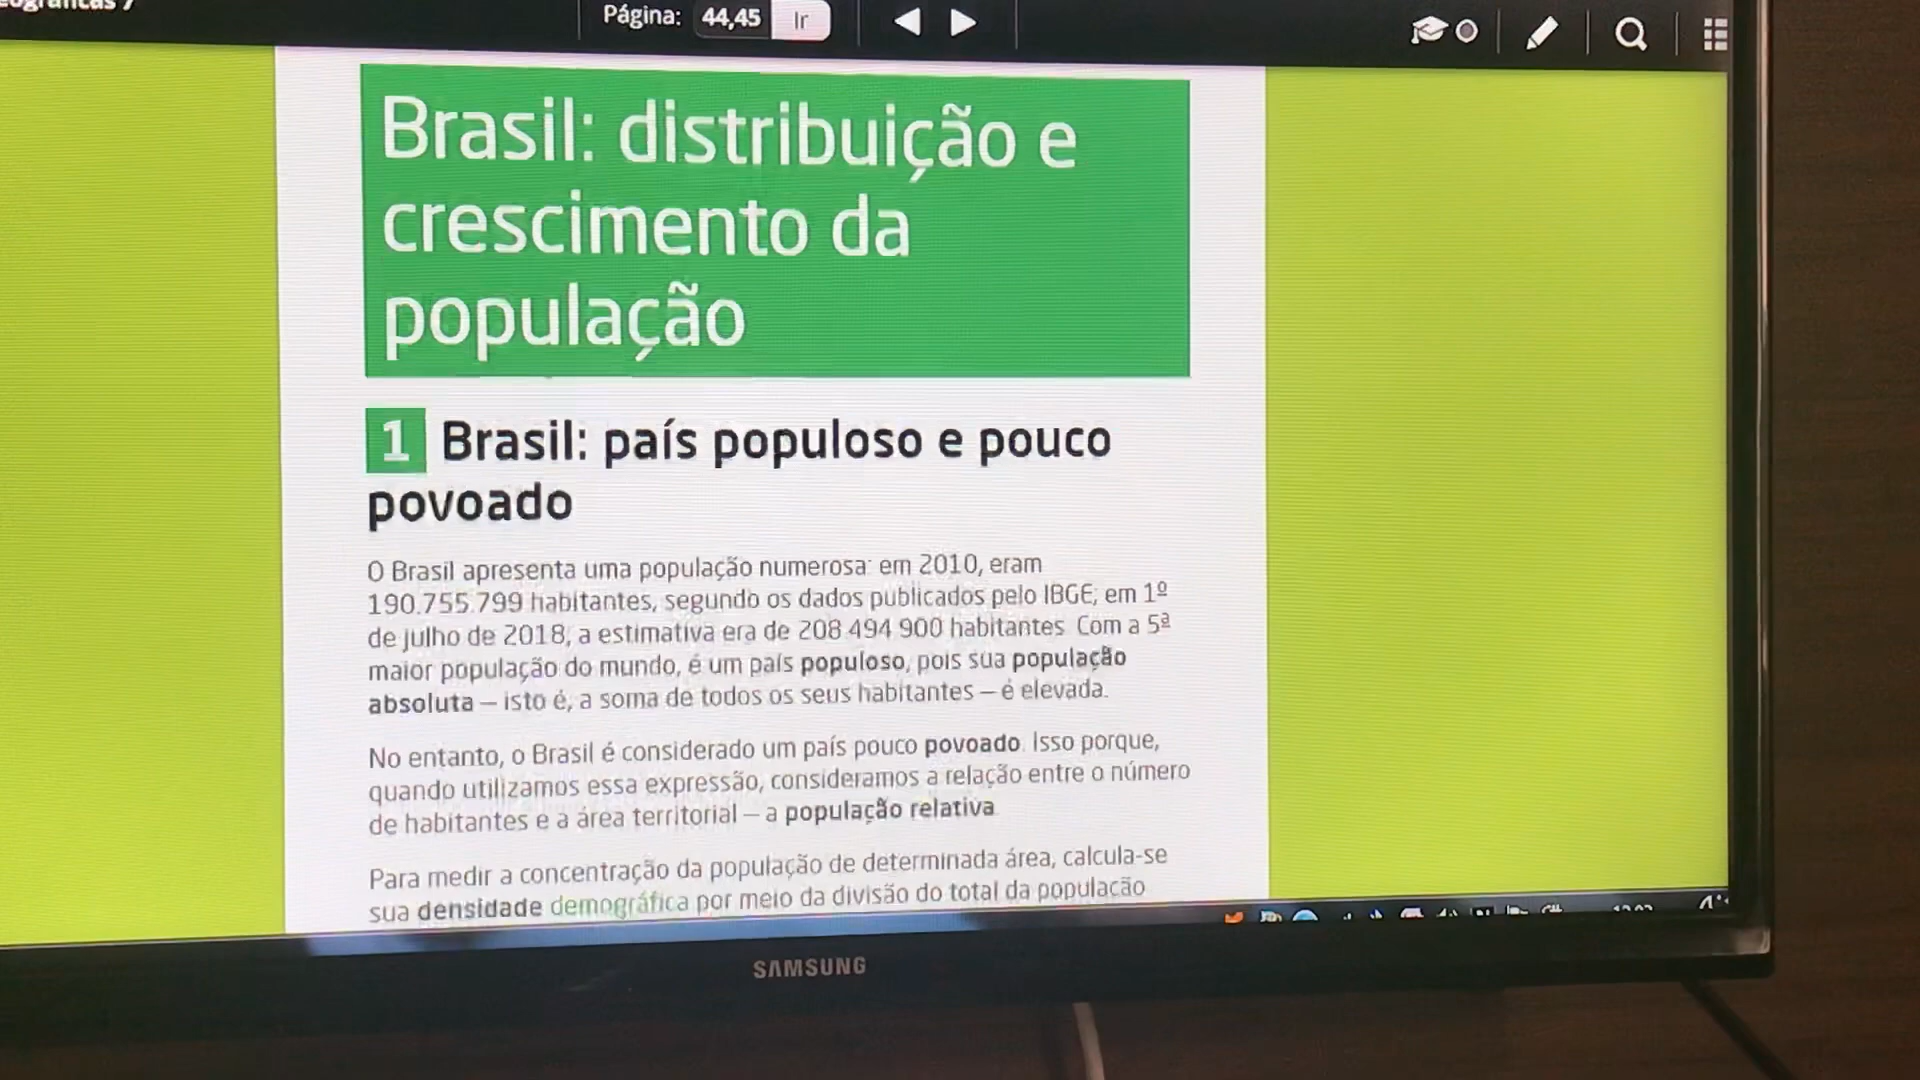 Página: 44,45 Ir
Brasil: distribuição e
crescimento da
população
1 Brasil: país populoso e pouco
povoado
O Brasil apresenta uma população numerosa: em 2010, eram
190.755.799 habitantes, segundo os dados publicados pelo IBGE; em 1º
de julho de 2018, a estimativa era de 208 494 900 habitantes. Com a 5ª
maior população do mundo, é um país populoso, pois sua população
absoluta – isto é, a soma de todos os seus habitantes – é elevada.
No entanto, o Brasil é considerado um país pouco povoado. Isso porque,
quando utilizamos essa expressão, consideramos a relação entre o número
de habitantes e a área territorial – a população relativa.
Para medir a concentração da população de determinada área, calcula-se
sua densidade demográfica por meio da divisão do total da população
SAMSUNG